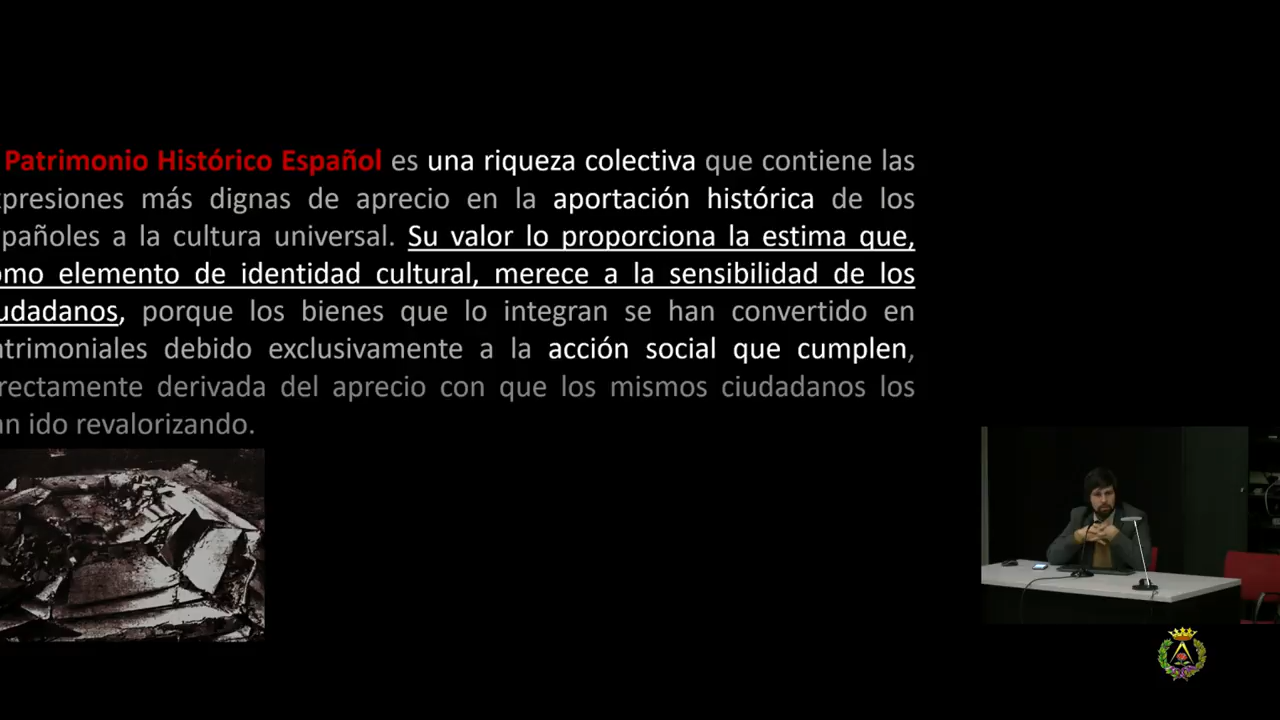 Patrimonio Histórico Español es una riqueza colectiva que contiene las
presiones más dignas de aprecio en la aportación histórica de los
pañoles a la cultura universal. Su valor lo proporciona la estima que,
omo elemento de identidad cultural, merece a la sensibilidad de los
udadanos, porque los bienes que lo integran se han convertido en
trimoniales debido exclusivamente a la acción social que cumplen,
rectamente derivada del aprecio con que los mismos ciudadanos los
an ido revalorizando.